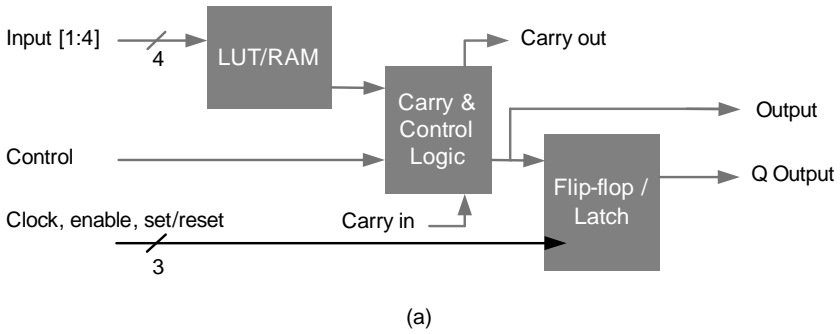 Input [1:4]
4
LUT/RAM
Carry out
Carry &
Control
Logic
Output
Control
Flip-flop /
Latch
Q Output
Clock, enable, set/reset
3
Carry in
(a)